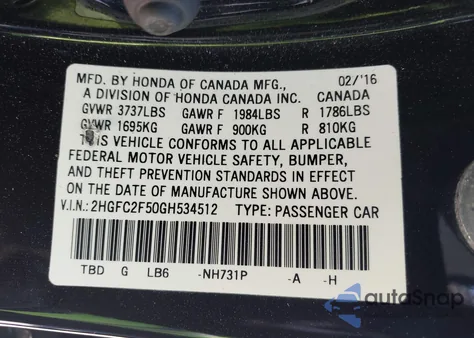 MFD. BY HONDA OF CANADA MFG., 02/'16
A DIVISION OF HONDA CANADA INC. CANADA
GVWR 3737LBS GAWR F 1984LBS R 1786LBS
GVWR 1695KG GAWR F 900KG R 810KG
THIS VEHICLE CONFORMS TO ALL APPLICABLE
FEDERAL MOTOR VEHICLE SAFETY, BUMPER,
AND THEFT PREVENTION STANDARDS IN EFFECT
ON THE DATE OF MANUFACTURE SHOWN ABOVE.
V.I.N.: 2HGFC2F50GH534512 TYPE: PASSENGER CAR
TBD G LB6 -NH731P -A -H
autoSnap